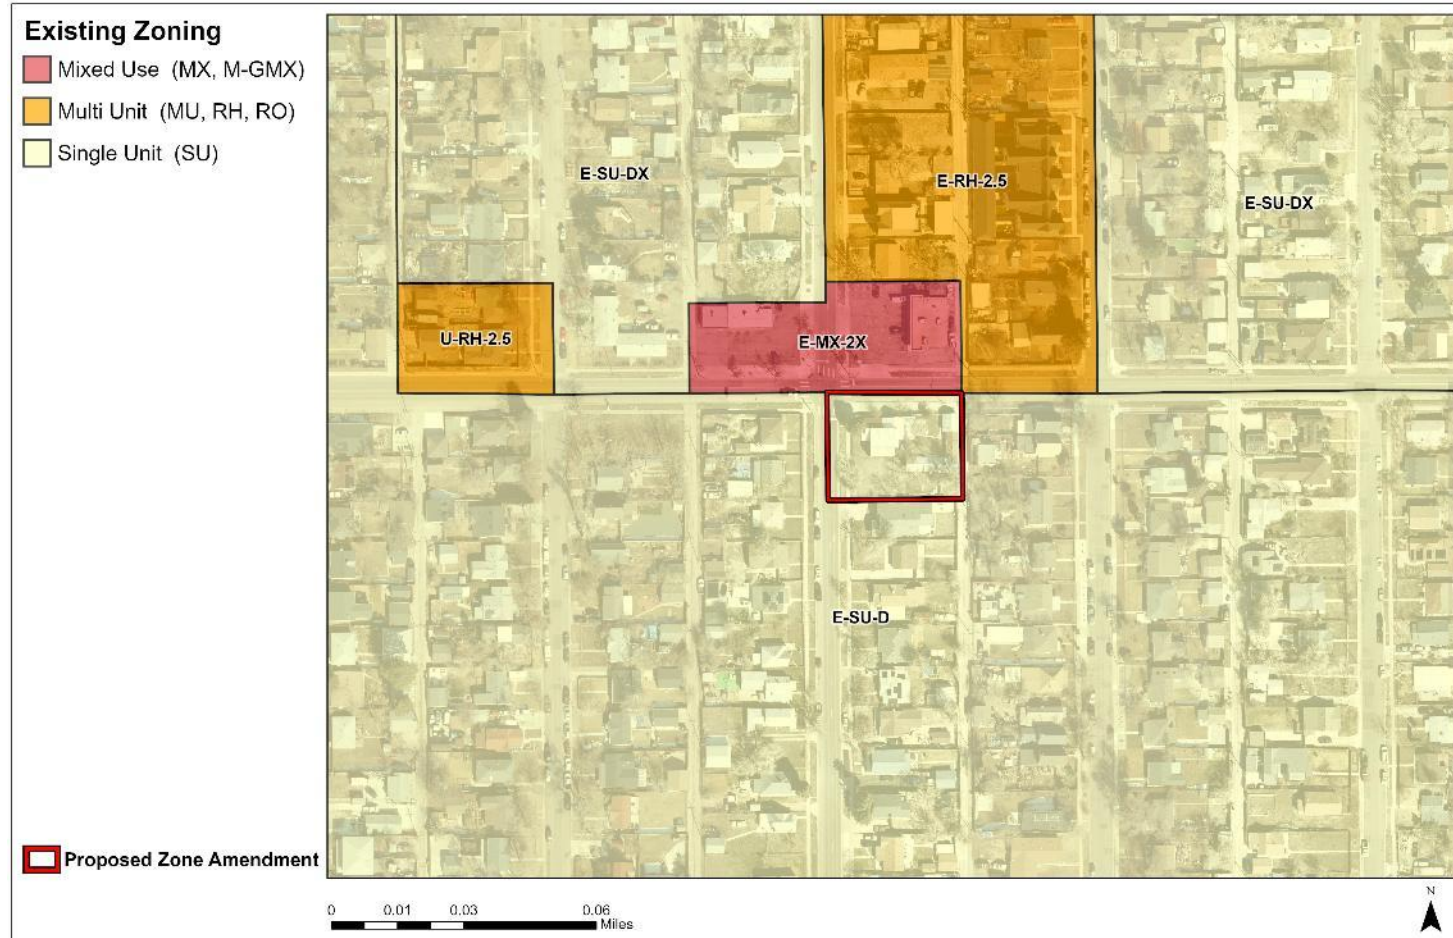 Existing Zoning
Mixed Use (MX, M-GMX)
Multi Unit (MU, RH, RO)
Single Unit (SU)
E-SU-DX
E-RH-2.5
E-SU-DX
U-RH-2.5
E-MX-2X
E-SU-D
Proposed Zone Amendment
0 0.01 0.03 0.06
Miles
N